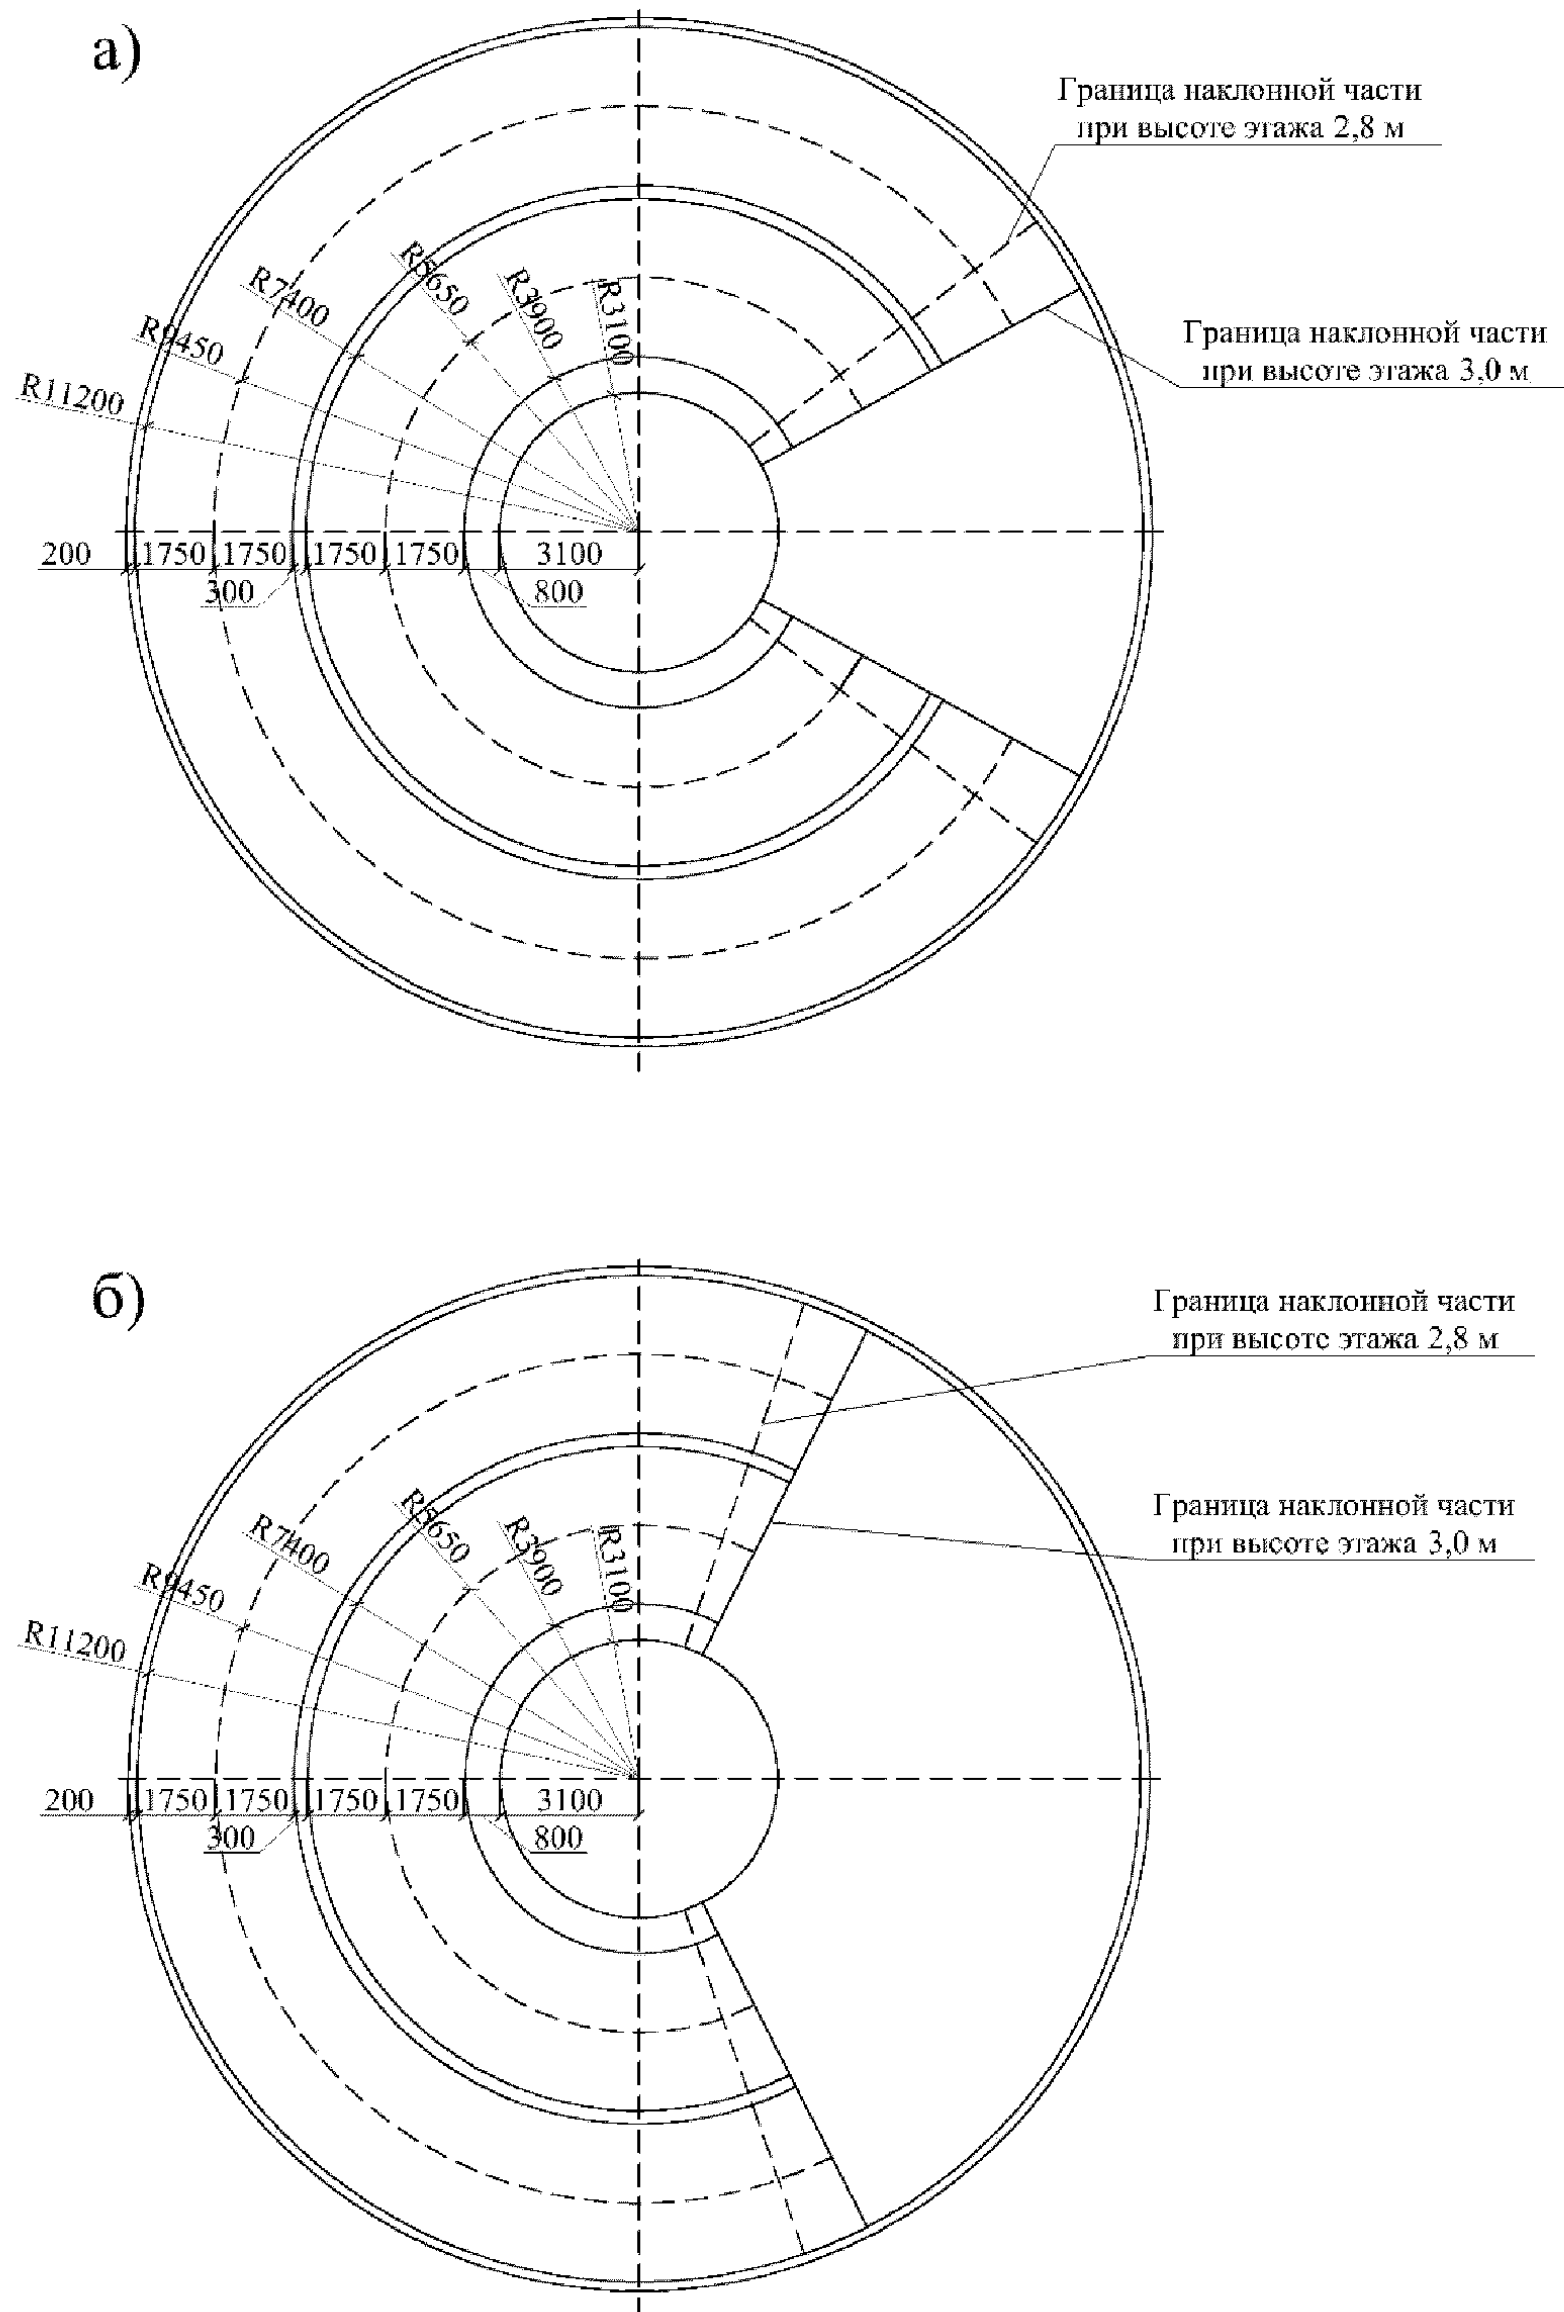 а)
Граница наклонной части
при высоте этажа 2,8 м
Граница наклонной части
при высоте этажа 3,0 м
R11200
R9450
R7400
R5650
R3900
R3100
200 1750 1750 1750 1750 3100
300 800
б)
Граница наклонной части
при высоте этажа 2,8 м
Граница наклонной части
при высоте этажа 3,0 м
R11200
R9450
R7400
R5650
R3900
R3100
200 1750 1750 1750 1750 3100
300 800